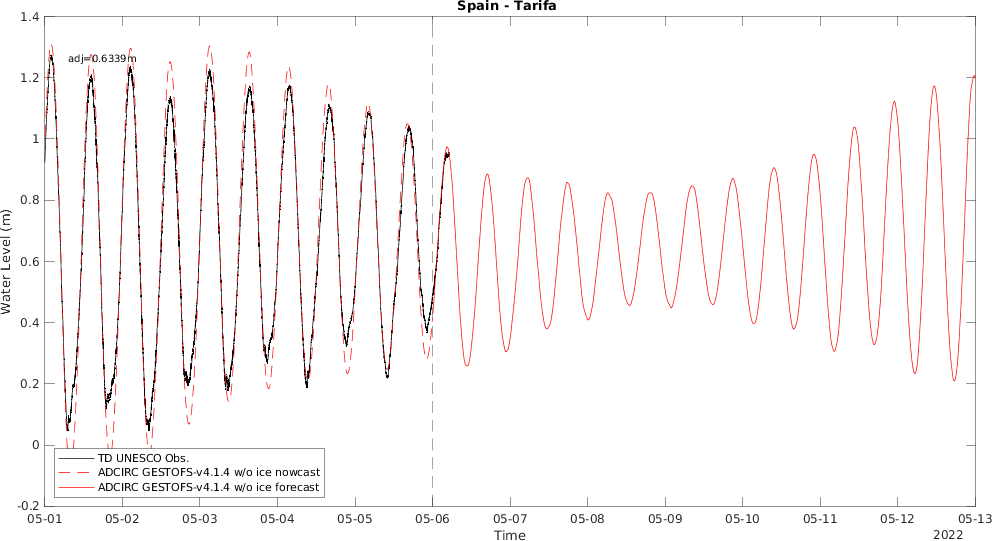 Spain - Tarifa
adj=0.6339m
Water Level (m)
1.4
1.2
1
0.8
0.6
0.4
0.2
0
-0.2
TD UNESCO Obs.
ADCIRC GESTOFS-v4.1.4 w/o ice nowcast
ADCIRC GESTOFS-v4.1.4 w/o ice forecast
05-01 05-02 05-03 05-04 05-05 05-06 05-07 05-08 05-09 05-10 05-11 05-12 05-13
Time
2022